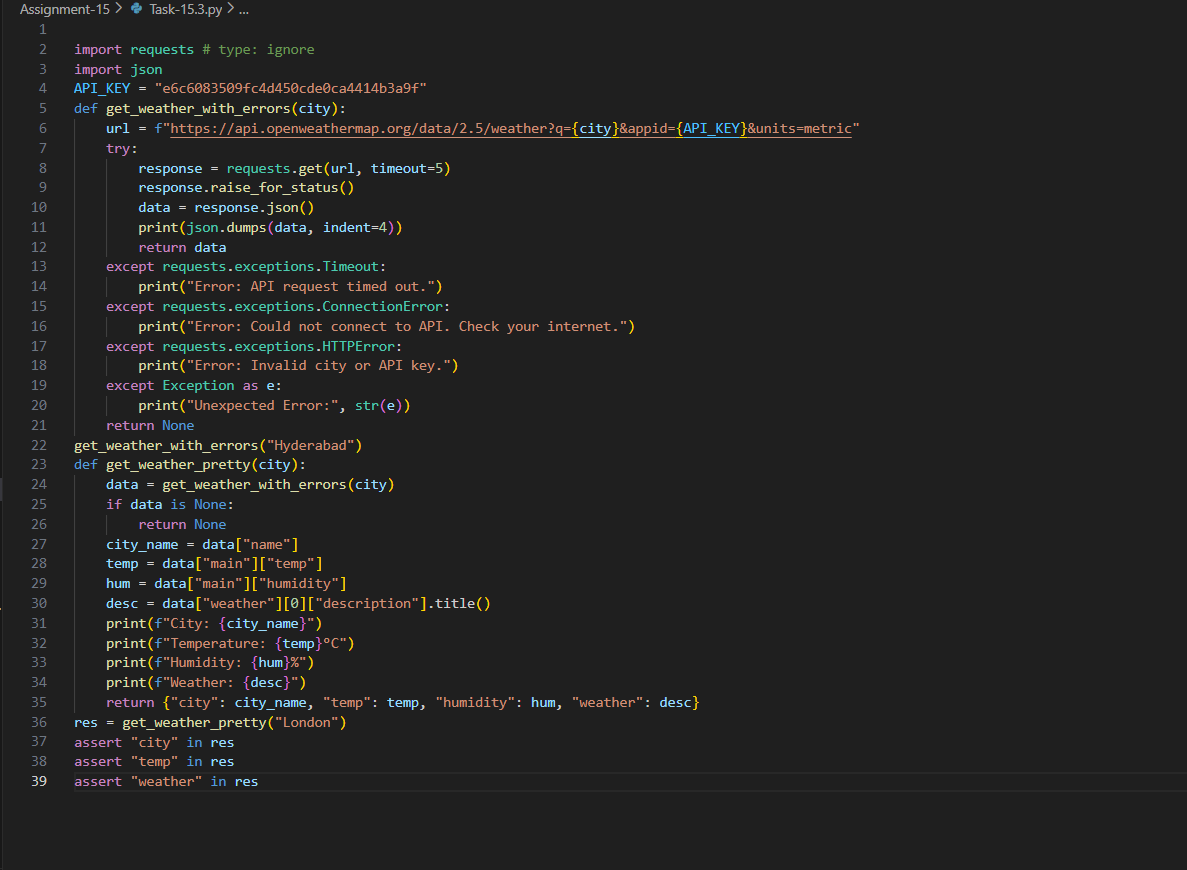 Assignment-15 > Task-15.3.py > ...
1
2 import requests # type: ignore
3 import json
4 API_KEY = "e6c6083509fc4d450cde0ca4414b3a9f"
5 def get_weather_with_errors(city):
6     url = f"https://api.openweathermap.org/data/2.5/weather?q={city}&appid={API_KEY}&units=metric"
7     try:
8         response = requests.get(url, timeout=5)
9         response.raise_for_status()
10         data = response.json()
11         print(json.dumps(data, indent=4))
12         return data
13     except requests.exceptions.Timeout:
14         print("Error: API request timed out.")
15     except requests.exceptions.ConnectionError:
16         print("Error: Could not connect to API. Check your internet.")
17     except requests.exceptions.HTTPError:
18         print("Error: Invalid city or API key.")
19     except Exception as e:
20         print("Unexpected Error:", str(e))
21     return None
22 get_weather_with_errors("Hyderabad")
23 def get_weather_pretty(city):
24     data = get_weather_with_errors(city)
25     if data is None:
26         return None
27     city_name = data["name"]
28     temp = data["main"]["temp"]
29     hum = data["main"]["humidity"]
30     desc = data["weather"][0]["description"].title()
31     print(f"City: {city_name}")
32     print(f"Temperature: {temp}°C")
33     print(f"Humidity: {hum}%")
34     print(f"Weather: {desc}")
35     return {"city": city_name, "temp": temp, "humidity": hum, "weather": desc}
36 res = get_weather_pretty("London")
37 assert "city" in res
38 assert "temp" in res
39 assert "weather" in res